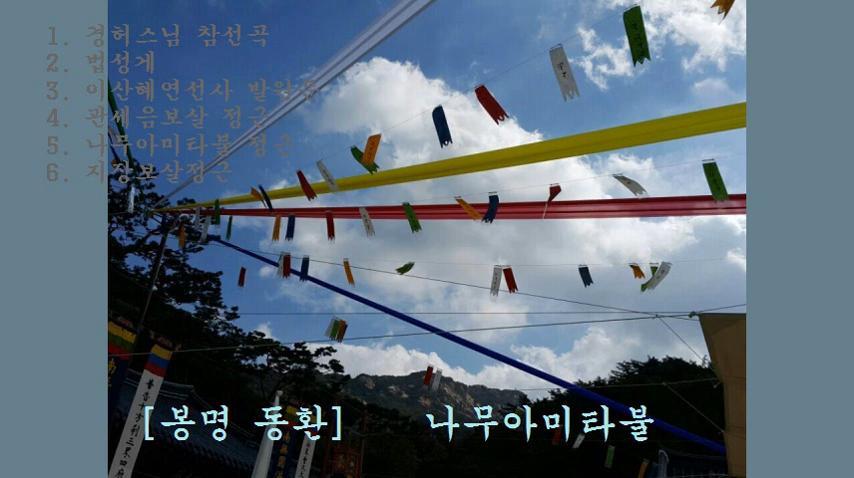 1. 경허스님 참선곡
2. 법성게
3. 이산혜연선사 발원문
4. 관세음보살 정근
5. 나무아미타불 정근
6. 지장보살정근
[봉명 동환] 나무아미타불